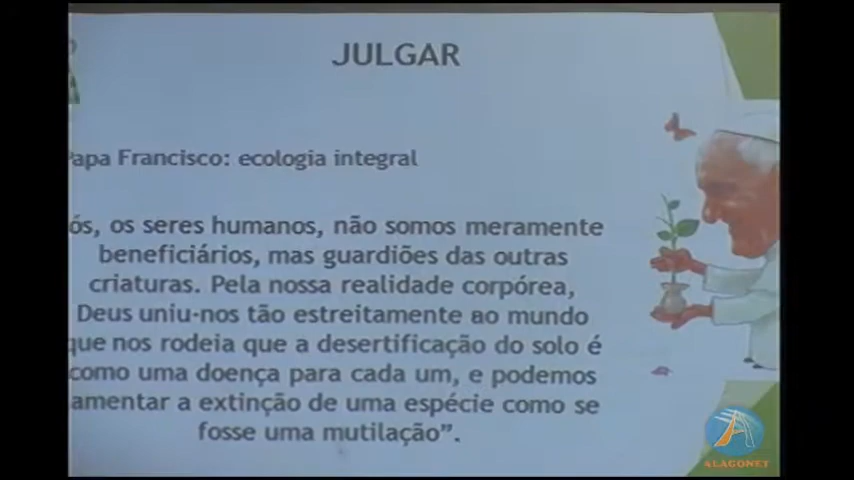 JULGAR
Papa Francisco: ecologia integral
ós, os seres humanos, não somos meramente
beneficiários, mas guardiões das outras
criaturas. Pela nossa realidade corpórea,
Deus uniu-nos tão estreitamente ao mundo
que nos rodeia que a desertificação do solo é
como uma doença para cada um, e podemos
lamentar a extinção de uma espécie como se
fosse uma mutilação”.
ALAGONET